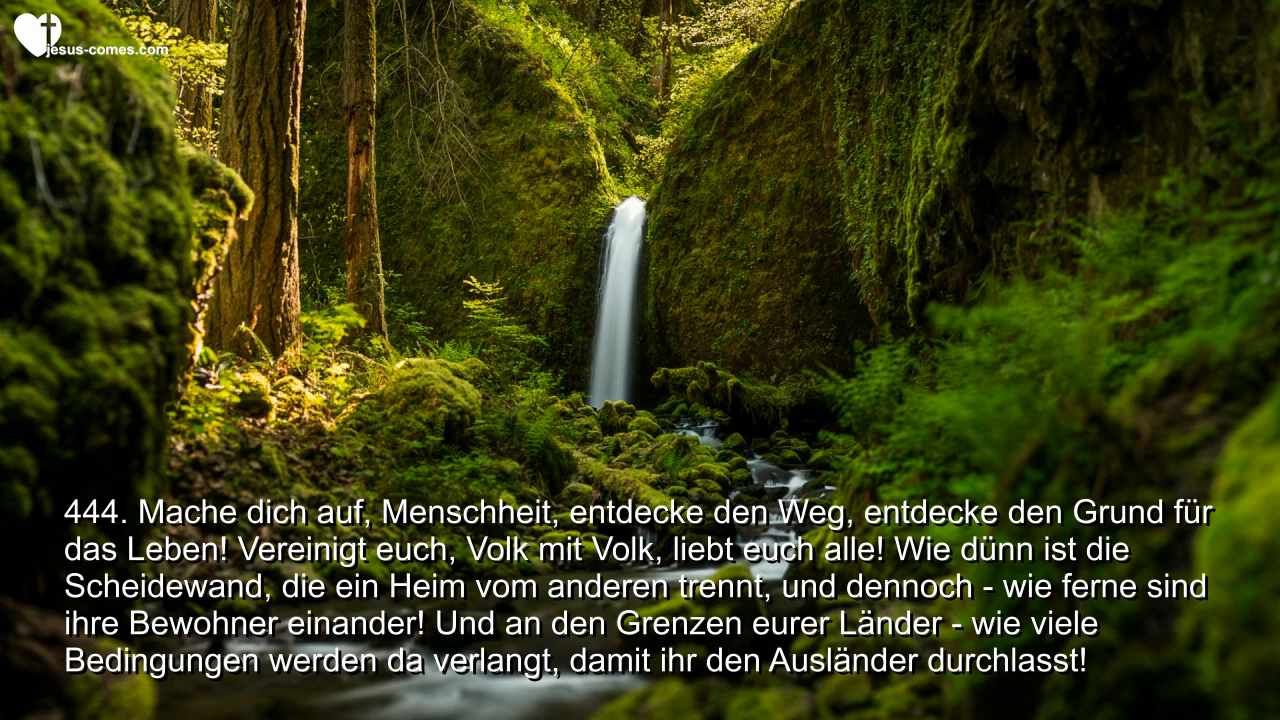 jesus-comes.com
444. Mache dich auf, Menschheit, entdecke den Weg, entdecke den Grund für
das Leben! Vereinigt euch, Volk mit Volk, liebt euch alle! Wie dünn ist die
Scheidewand, die ein Heim vom anderen trennt, und dennoch - wie ferne sind
ihre Bewohner einander! Und an den Grenzen eurer Länder - wie viele
Bedingungen werden da verlangt, damit ihr den Ausländer durchlasst!